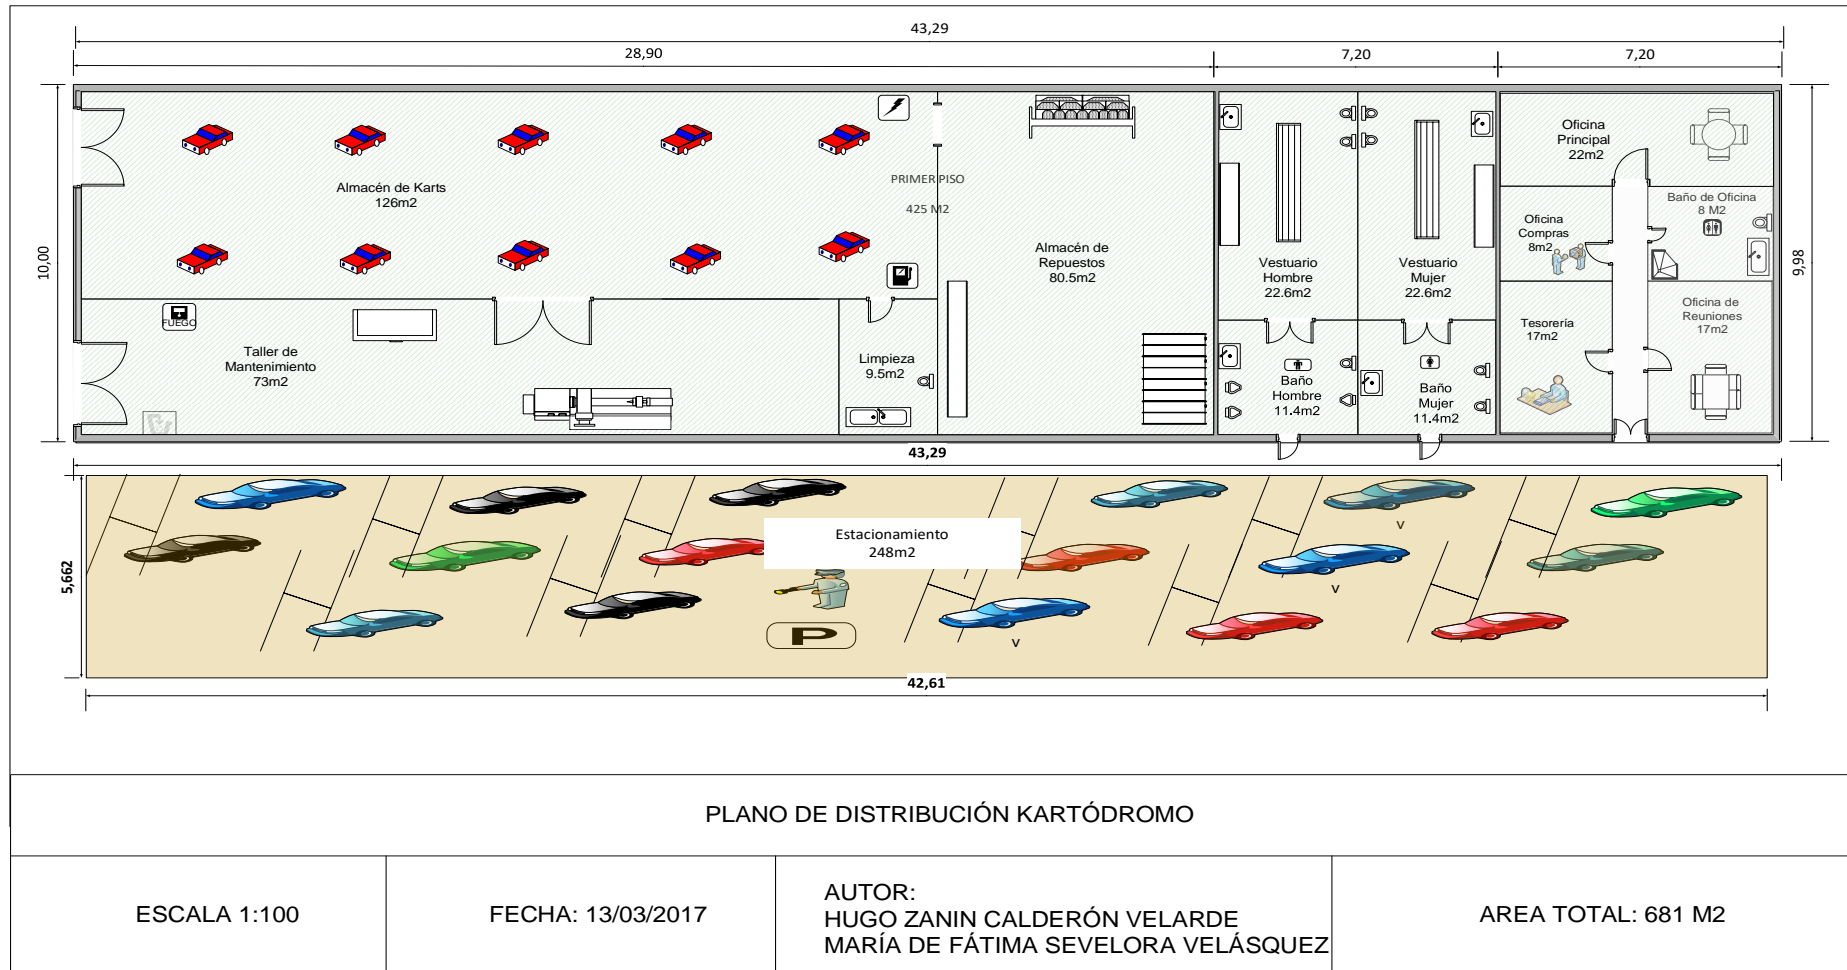 43,29
28,90
7,20
7,20
10,00
9,98
Almacén de Karts
126m2
PRIMER PISO
425 M2
Almacén de
Repuestos
80.5m2
Vestuario
Hombre
22.6m2
Vestuario
Mujer
22.6m2
Oficina
Principal
22m2
Oficina
Compras
8m2
Baño de Oficina
8 M2
FUEGO
Taller de
Mantenimiento
73m2
Limpieza
9.5m2
Baño
Hombre
11.4m2
Baño
Mujer
11.4m2
Tesorería
17m2
Oficina de
Reuniones
17m2
43,29
5,662
Estacionamiento
248m2
v
v
v
P
42,61
PLANO DE DISTRIBUCIÓN KARTÓDROMO
ESCALA 1:100
FECHA: 13/03/2017
AUTOR:
HUGO ZANIN CALDERÓN VELARDE
MARÍA DE FÁTIMA SEVELORA VELÁSQUEZ
AREA TOTAL: 681 M2